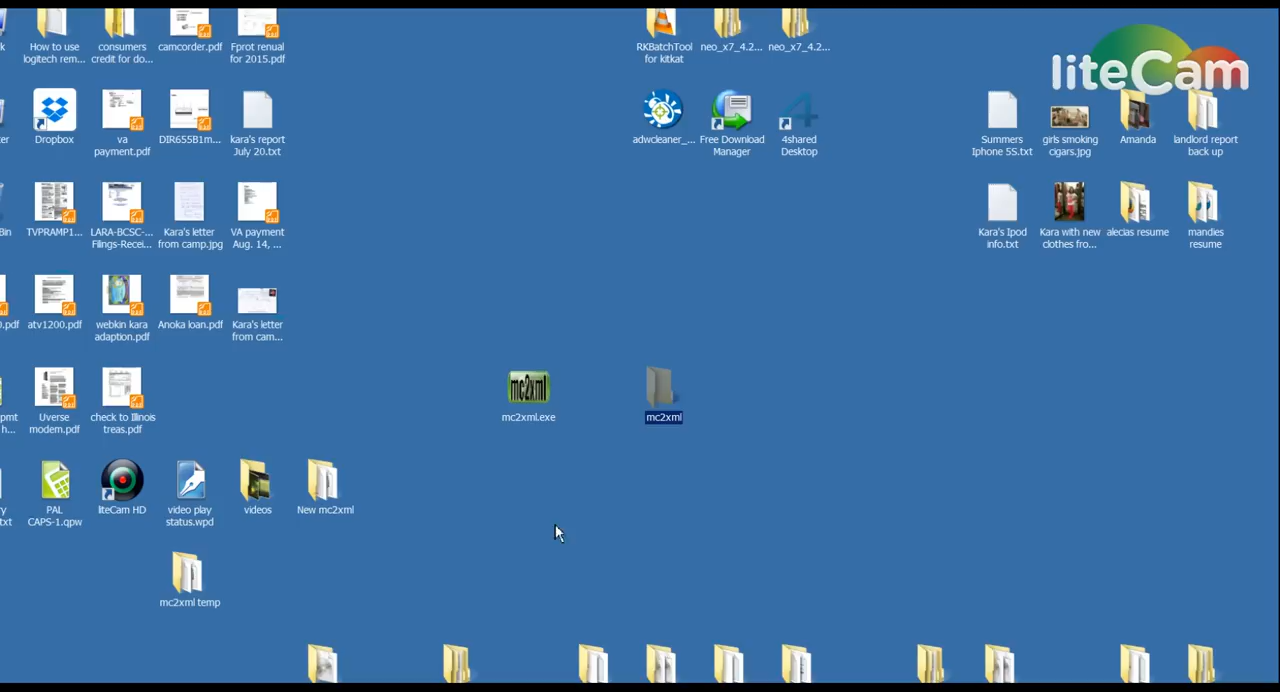 How to use
logitech rem...
consumers
credit for do...
camcorder.pdf
Fprot renual
for 2015.pdf
RKBatchTool
for kitkat
neo_x7_4.2...
neo_x7_4.2...
liteCam
Dropbox
va
payment.pdf
DIR655B1m...
kara's report
July 20.txt
adwcleaner_...
Free Download
Manager
4shared
Desktop
Summers
Iphone 5S.txt
girls smoking
cigars.jpg
Amanda
landlord report
back up
Bin
TVPRAMP1...
LARA-BCSC-...
Filings-Recei...
Kara's letter
from camp.jpg
VA payment
Aug. 14, ...
Kara's Ipod
info.txt
Kara with new
clothes fro...
alecias resume
mandies
resume
0.pdf
atv1200.pdf
webkin kara
adaption.pdf
Anoka loan.pdf
Kara's letter
from cam...
pmt
h...
Uverse
modem.pdf
check to Illinois
treas.pdf
mc2xml
mc2xml.exe
mc2xml
ry
txt
PAL
CAPS-1.qpw
liteCam HD
video play
status.wpd
videos
New mc2xml
mc2xml temp